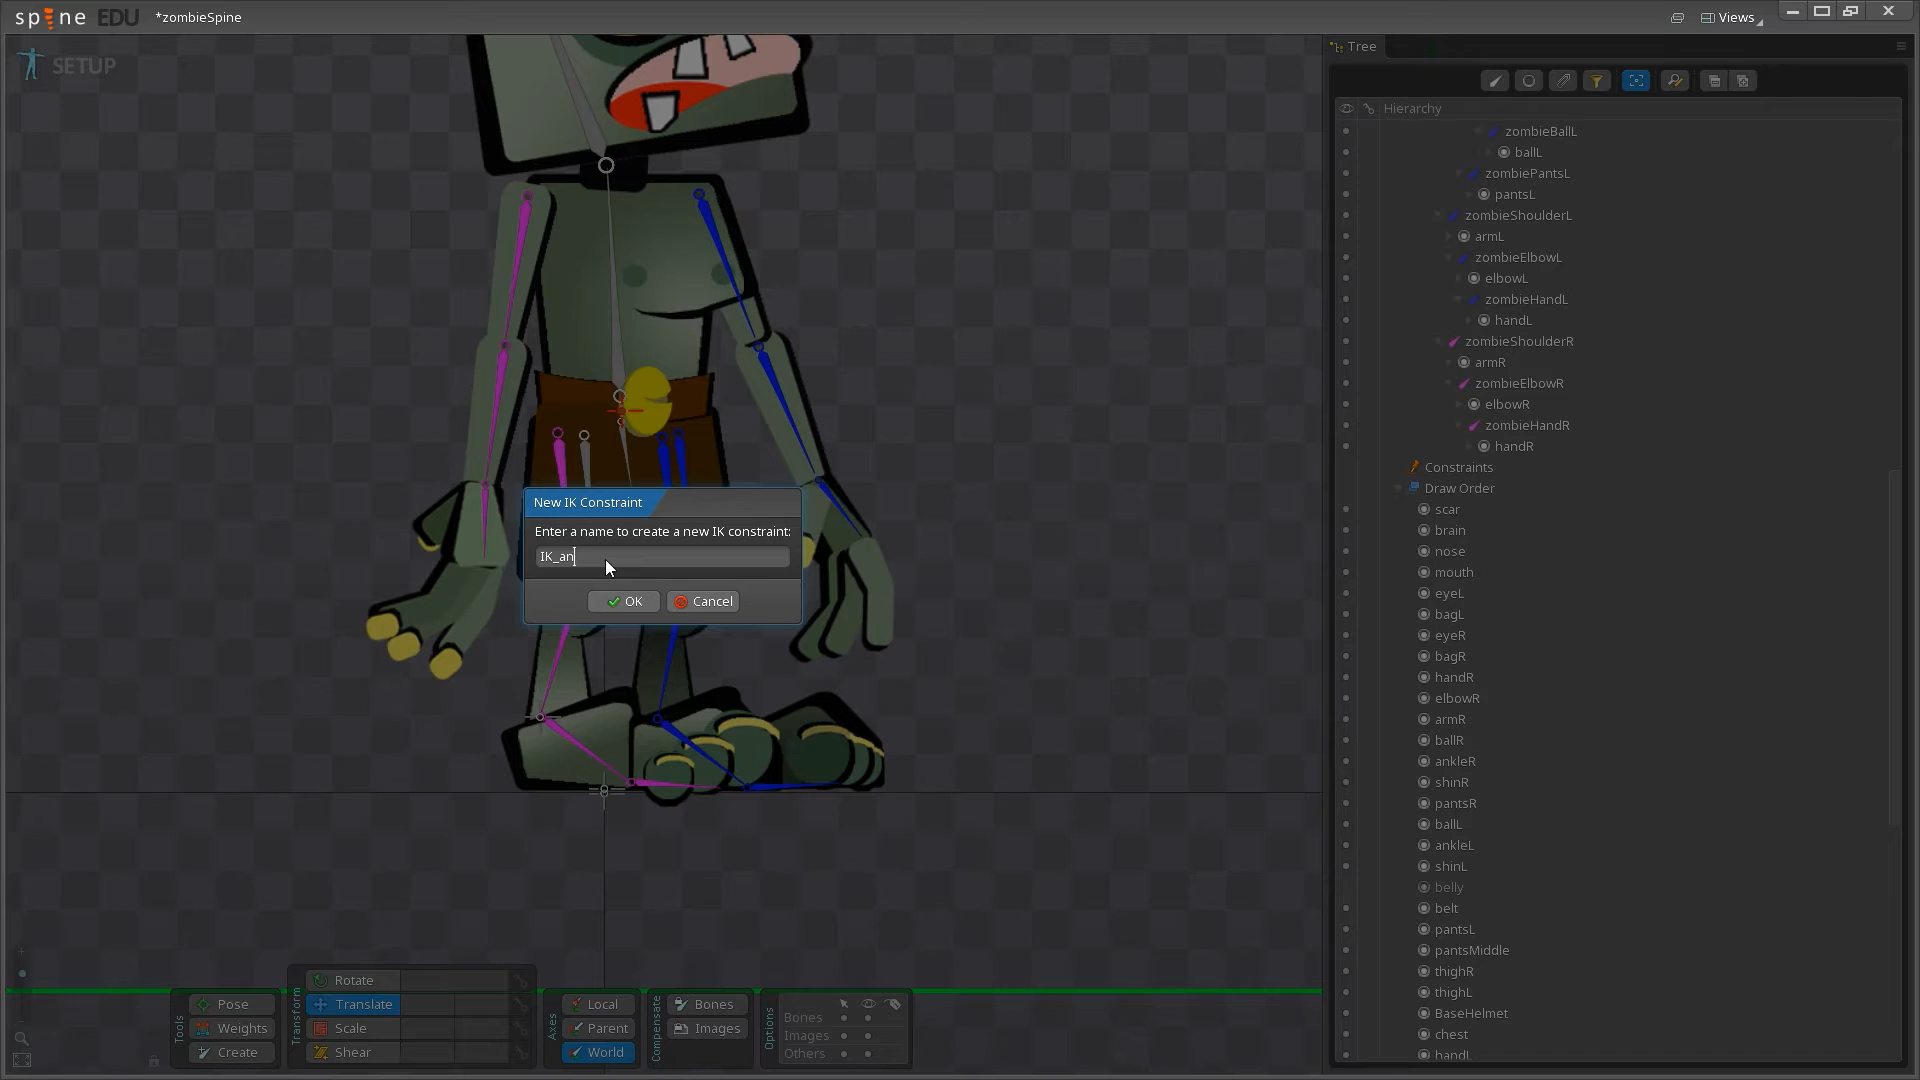 spine EDU
*zombieSpine
Views
SETUP
Tree
Hierarchy
zombieBallL
ballL
zombiePantsL
pantsL
zombieShoulderL
armL
zombieElbowL
elbowL
zombieHandL
handL
zombieShoulderR
armR
zombieElbowR
elbowR
zombieHandR
handR
Constraints
Draw Order
scar
brain
nose
mouth
eyeL
bagL
eyeR
bagR
handR
elbowR
armR
ballR
ankleR
shinR
pantsR
ballL
ankleL
shinL
belly
belt
pantsL
pantsMiddle
thighR
thighL
BaseHelmet
chest
handL
New IK Constraint
Enter a name to create a new IK constraint:
IK_an
OK
Cancel
Tools
Pose
Weights
Create
Transform
Rotate
Translate
Scale
Shear
Axes
Local
Parent
World
Compensate
Bones
Images
Options
Bones
Images
Others